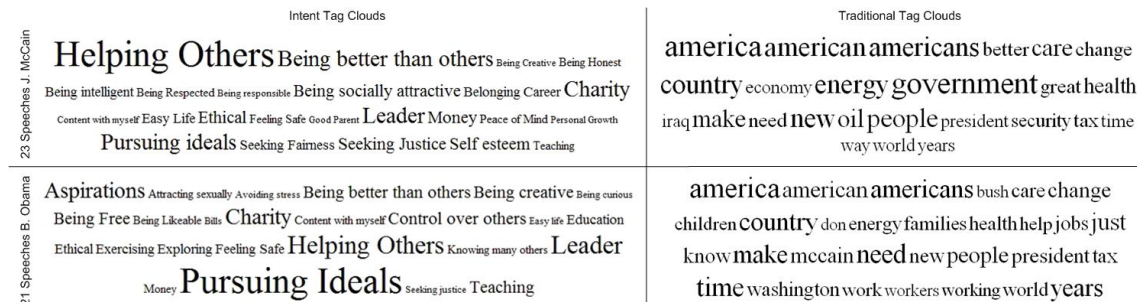 Intent Tag Clouds
Traditional Tag Clouds
23 Speeches J. McCain
Helping Others Being better than others Being Creative Being Honest
Being intelligent Being Respected Being responsible Being socially attractive Belonging Career Charity
Content with myself Easy Life Ethical Feeling Safe Good Parent Leader Money Peace of Mind Personal Growth
Pursuing ideals Seeking Fairness Seeking Justice Self esteem Teaching
america american americans better care change
country economy energy government great health
iraq make need new oil people president security tax time
way world years
21 Speeches B. Obama
Aspirations Attracting sexually Avoiding stress Being better than others Being creative Being curious
Being Free Being Likeable Bills Charity Content with myself Control over others Easy life Education
Ethical Exercising Exploring Feeling Safe Helping Others Knowing many others Leader
Money Pursuing Ideals Seeking justice Teaching
america american americans bush care change
children country don energy families health help jobs just
know make mccain need new people president tax
time washington work workers working world years